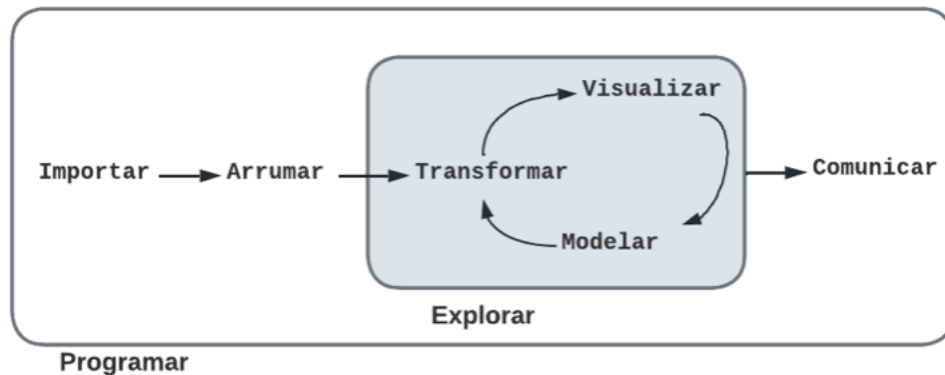 Visualizar
Importar
Arrumar
Transformar
Comunicar
Modelar
Explorar
Programar